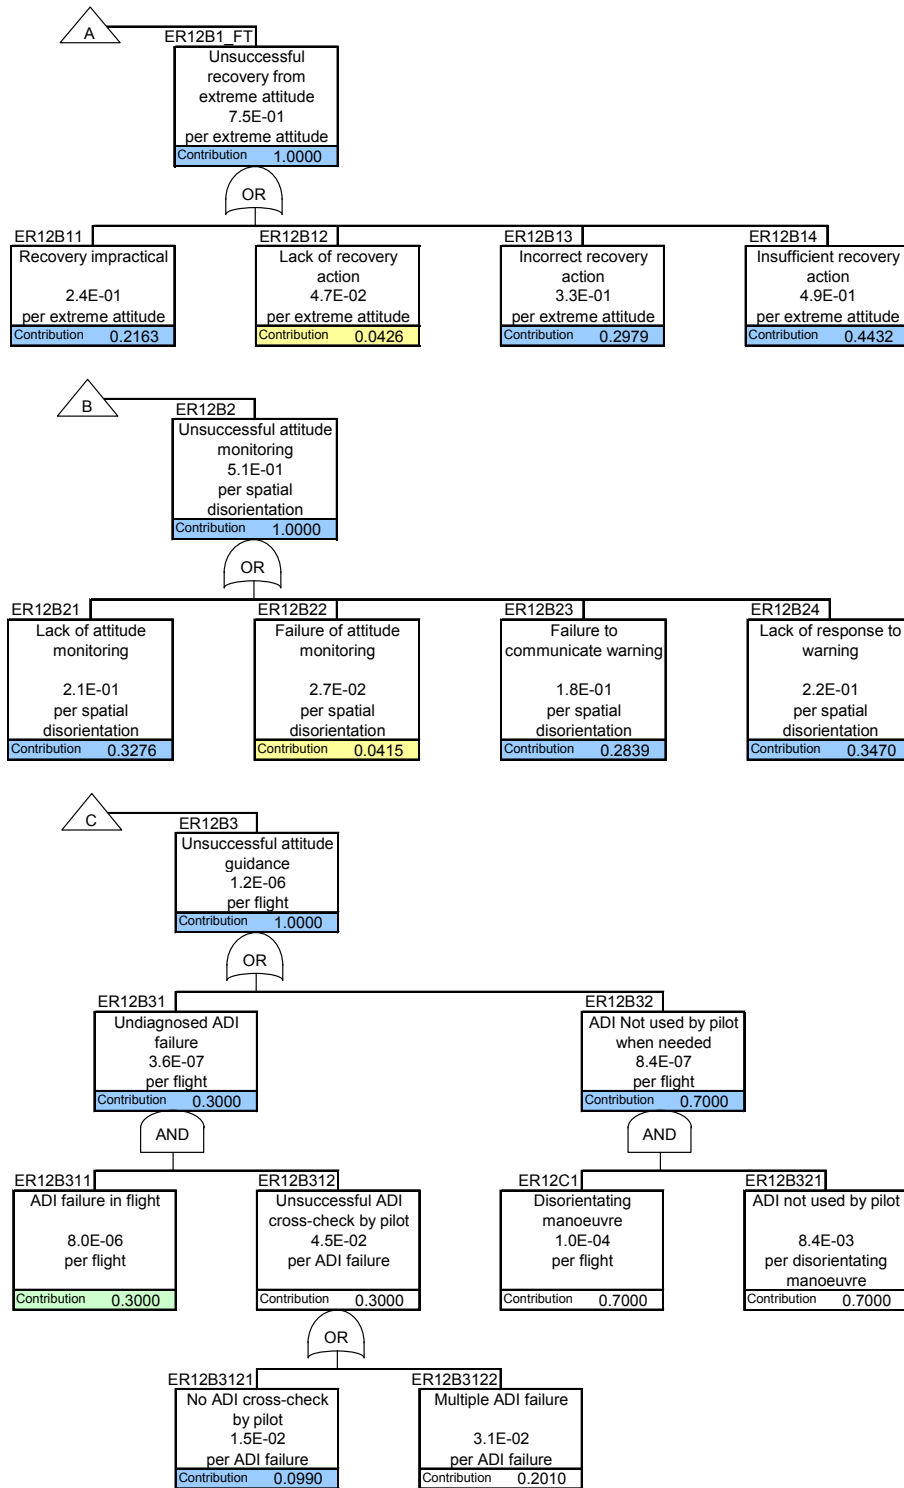 A
ER12B1_FT
Unsuccessful
recovery from
extreme attitude
7.5E-01
per extreme attitude
Contribution 1.0000
OR
ER12B11
Recovery impractical
2.4E-01
per extreme attitude
Contribution 0.2163
ER12B12
Lack of recovery
action
4.7E-02
per extreme attitude
Contribution 0.0426
ER12B13
Incorrect recovery
action
3.3E-01
per extreme attitude
Contribution 0.2979
ER12B14
Insufficient recovery
action
4.9E-01
per extreme attitude
Contribution 0.4432
B
ER12B2
Unsuccessful attitude
monitoring
5.1E-01
per spatial
disorientation
Contribution 1.0000
OR
ER12B21
Lack of attitude
monitoring
2.1E-01
per spatial
disorientation
Contribution 0.3276
ER12B22
Failure of attitude
monitoring
2.7E-02
per spatial
disorientation
Contribution 0.0415
ER12B23
Failure to
communicate warning
1.8E-01
per spatial
disorientation
Contribution 0.2839
ER12B24
Lack of response to
warning
2.2E-01
per spatial
disorientation
Contribution 0.3470
C
ER12B3
Unsuccessful attitude
guidance
1.2E-06
per flight
Contribution 1.0000
OR
ER12B31
Undiagnosed ADI
failure
3.6E-07
per flight
Contribution 0.3000
ER12B32
ADI Not used by pilot
when needed
8.4E-07
per flight
Contribution 0.7000
AND
AND
ER12B311
ADI failure in flight
8.0E-06
per flight
Contribution 0.3000
ER12B312
Unsuccessful ADI
cross-check by pilot
4.5E-02
per ADI failure
Contribution 0.3000
ER12C1
Disorientating
manoeuvre
1.0E-04
per flight
Contribution 0.7000
ER12B321
ADI not used by pilot
8.4E-03
per disorientating
manoeuvre
Contribution 0.7000
OR
ER12B3121
No ADI cross-check
by pilot
1.5E-02
per ADI failure
Contribution 0.0990
ER12B3122
Multiple ADI failure
3.1E-02
per ADI failure
Contribution 0.2010